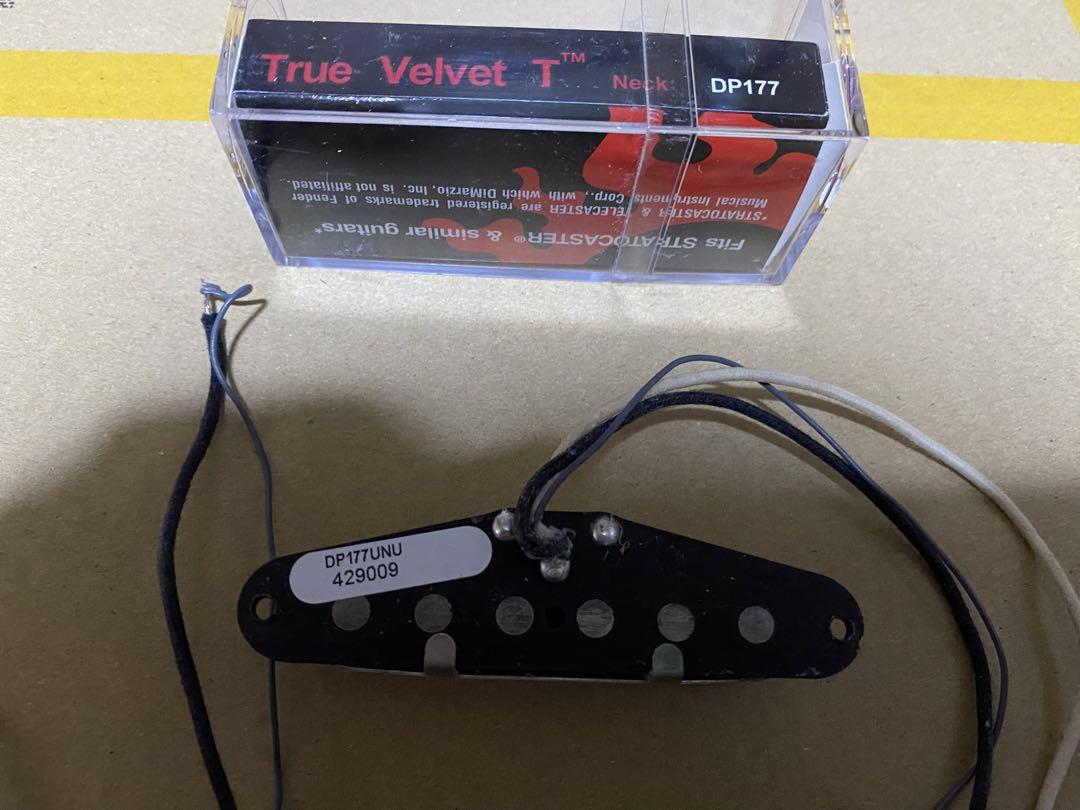 True Velvet T™ Neck DP177
Fits STRATOCASTER® & similar guitars*
*STRATOCASTER & TELECASTER are registered trademarks of Fender
Musical Instruments Corp., with which DiMarzio, Inc. is not affiliated.
DP177UNU
429009